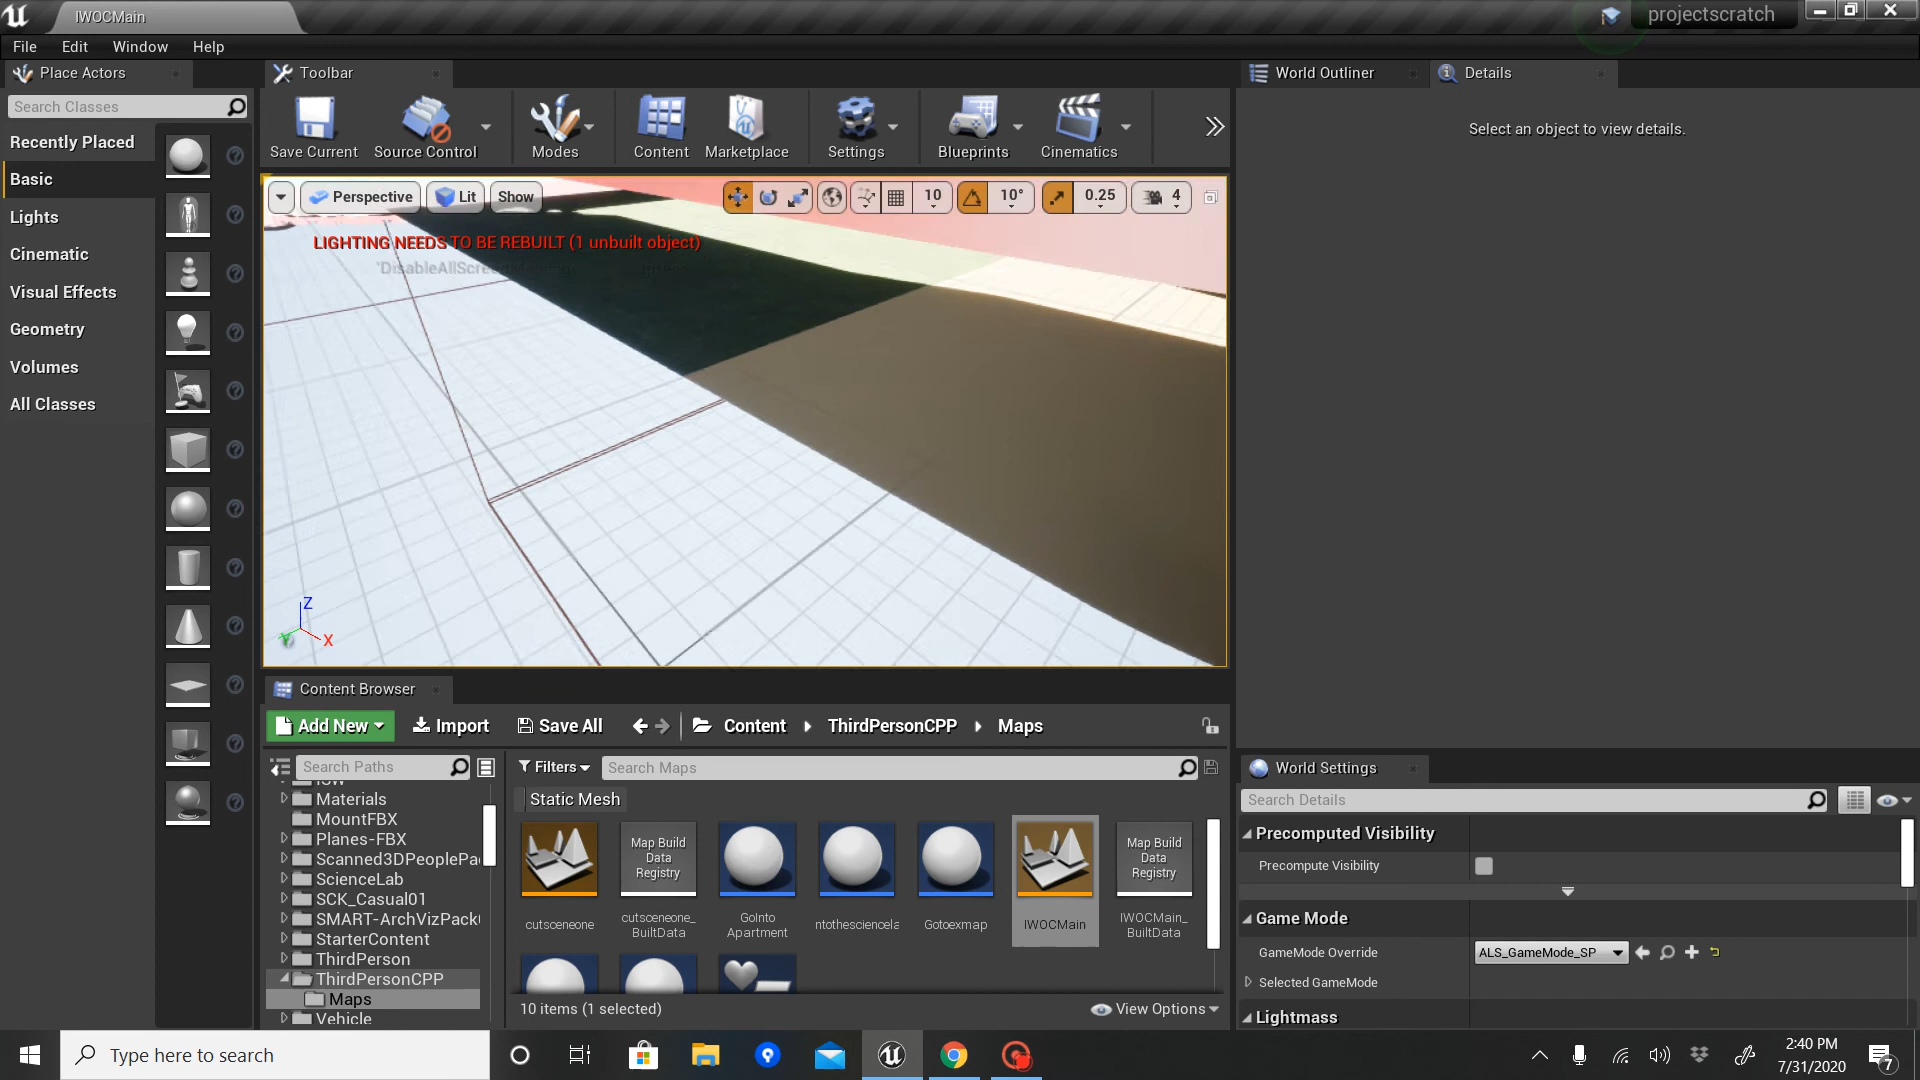 IWOCMain
projectscratch
File Edit Window Help
Place Actors
Toolbar
World Outliner
Details
Search Classes
Recently Placed
Basic
Lights
Cinematic
Visual Effects
Geometry
Volumes
All Classes
Save Current
Source Control
Modes
Content
Marketplace
Settings
Blueprints
Cinematics
Select an object to view details.
Perspective
Lit
Show
10
10°
0.25
4
LIGHTING NEEDS TO BE REBUILT (1 unbuilt object)
Z
X
Y
Content Browser
Add New
Import
Save All
Content
ThirdPersonCPP
Maps
Search Paths
Filters
Search Maps
Static Mesh
Materials
MountFBX
Planes-FBX
Scanned3DPeoplePa
ScienceLab
SCK_Casual01
SMART-ArchVizPack
StarterContent
ThirdPerson
ThirdPersonCPP
Maps
Vehicle
Map Build
Data
Registry
Map Build
Data
Registry
cutsceneone
cutsceneone_
BuiltData
GoInto
Apartment
ntothesciencela
Gotoexmap
IWOCMain
IWOCMain_
BuiltData
10 items (1 selected)
View Options
World Settings
Search Details
Precomputed Visibility
Precompute Visibility
Game Mode
GameMode Override
ALS_GameMode_SP
Selected GameMode
Lightmass
Type here to search
2:40 PM
7/31/2020
7